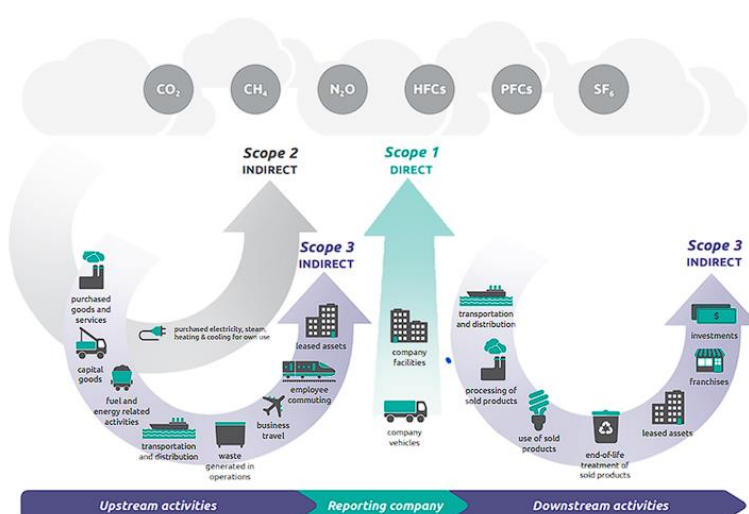 CO₂
CH₄
N₂O
HFCs
PFCs
SF₆
Scope 2
INDIRECT
Scope 1
DIRECT
Scope 3
INDIRECT
Scope 3
INDIRECT
purchased
goods and
services
capital
goods
fuel and
energy related
activities
transportation
and distribution
waste
generated in
operations
business
travel
employee
commuting
leased assets
purchased electricity, steam,
heating & cooling for own use
company
facilities
company
vehicles
transportation
and distribution
processing of
sold products
use of sold
products
end-of-life
treatment of
sold products
leased assets
franchises
$
investments
Upstream activities
Reporting company
Downstream activities